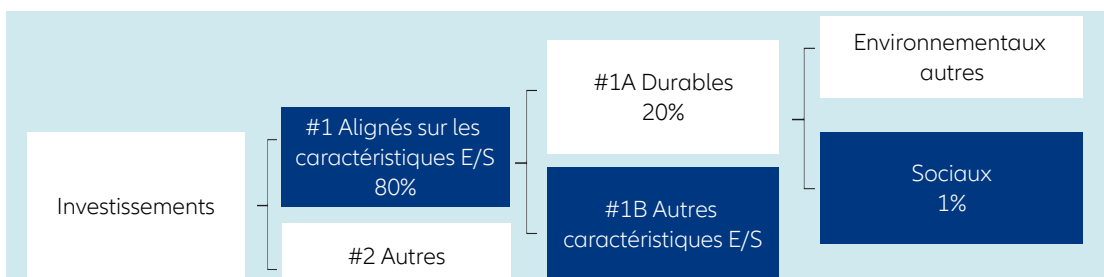 Investissements
#1 Alignés sur les
caractéristiques E/S
80%
#2 Autres
#1A Durables
20%
#1B Autres
caractéristiques E/S
Environnementaux
autres
Sociaux
1%